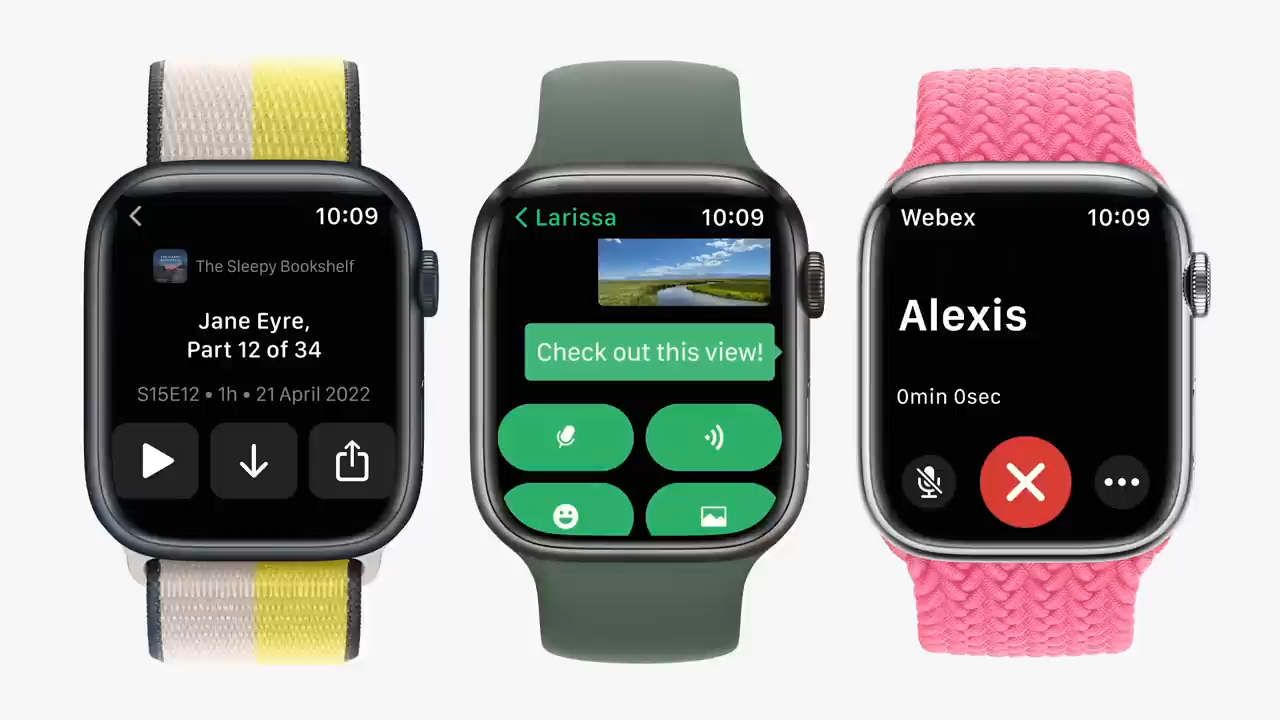 10:09
The Sleepy Bookshelf
Jane Eyre,
Part 12 of 34
S15E12 • 1h • 21 April 2022
Larissa 10:09
Check out this view!
Webex 10:09
Alexis
0min 0sec